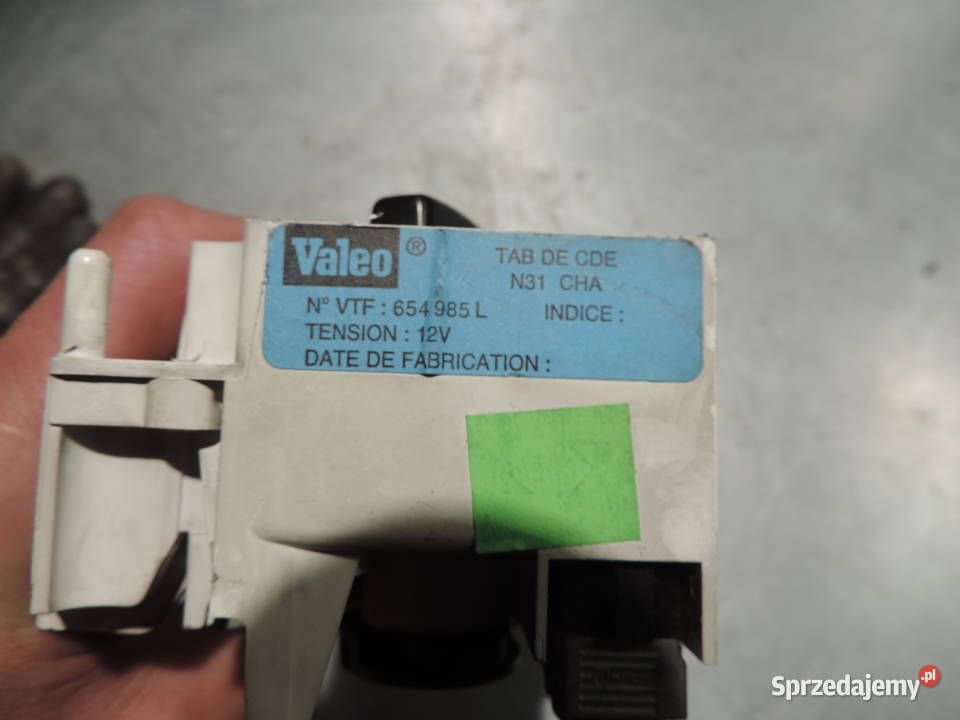 Valeo ®
TAB DE CDE
N31 CHA
N° VTF : 654 985 L
INDICE :
TENSION : 12V
DATE DE FABRICATION :
Sprzedajemy.pl